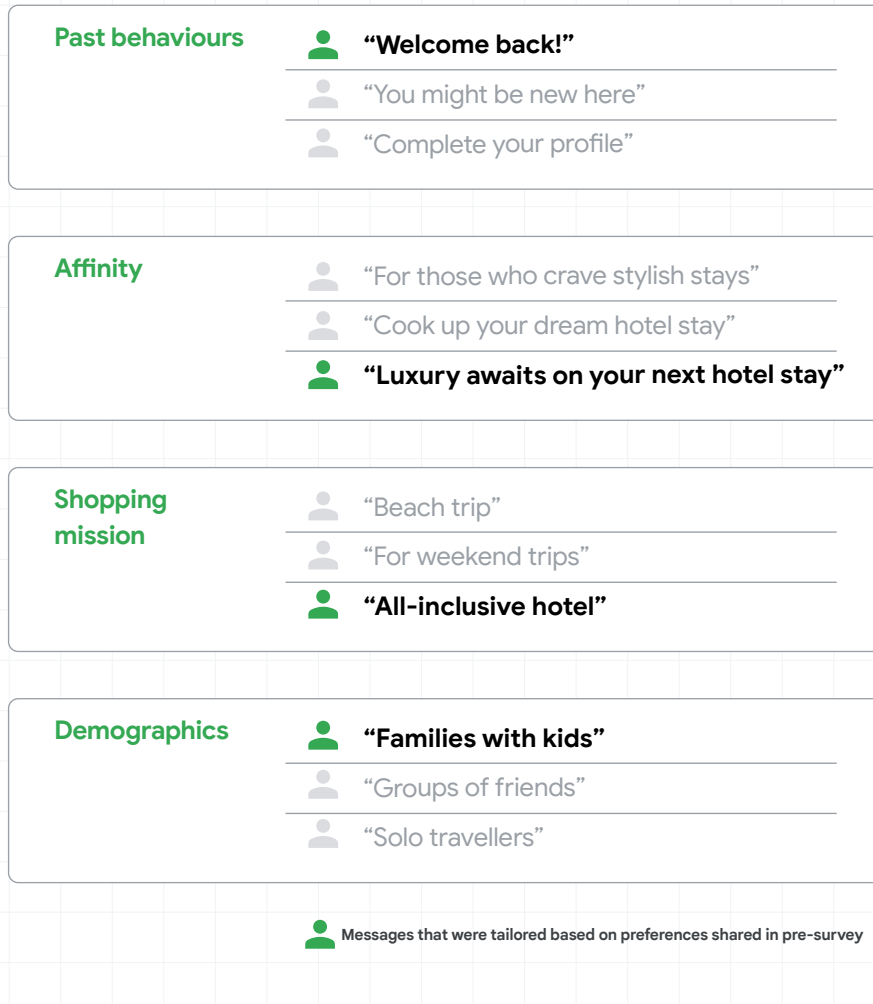 Past behaviours
“Welcome back!”
“You might be new here”
“Complete your profile”
Affinity
“For those who crave stylish stays”
“Cook up your dream hotel stay”
“Luxury awaits on your next hotel stay”
Shopping
mission
“Beach trip”
“For weekend trips”
“All-inclusive hotel”
Demographics
“Families with kids”
“Groups of friends”
“Solo travellers”
Messages that were tailored based on preferences shared in pre-survey